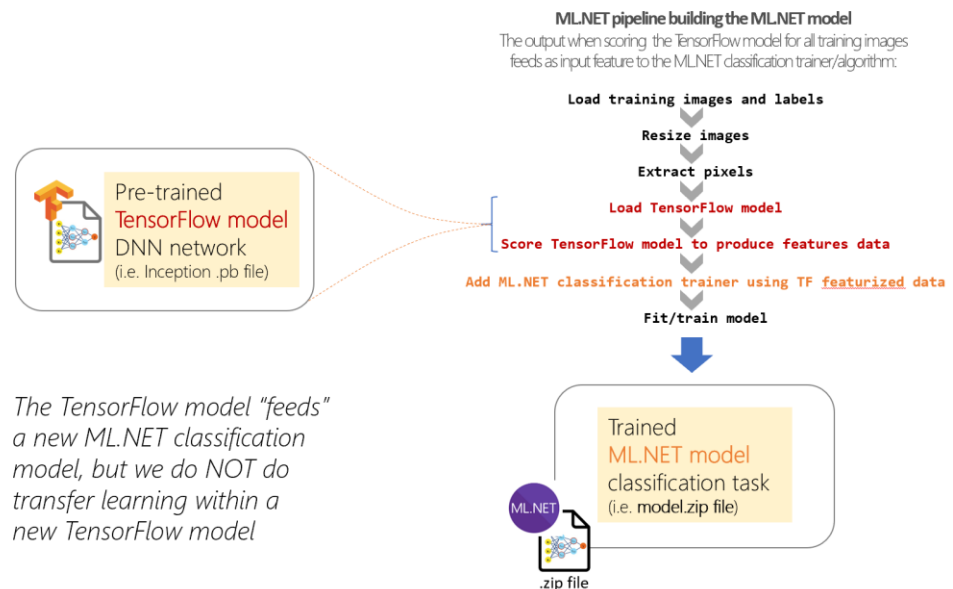 ML.NET pipeline building the ML.NET model
The output when scoring the TensorFlow model for all training images
feeds as input feature to the ML.NET classification trainer/algorithm:
Load training images and labels
Resize images
Extract pixels
Load TensorFlow model
Score TensorFlow model to produce features data
Add ML.NET classification trainer using TF featurized data
Fit/train model
Pre-trained
TensorFlow model
DNN network
(i.e. Inception .pb file)
The TensorFlow model “feeds”
a new ML.NET classification
model, but we do NOT do
transfer learning within a
new TensorFlow model
Trained
ML.NET model
classification task
(i.e. model.zip file)
ML.NET
.zip file